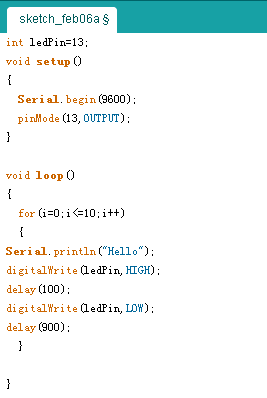 sketch_feb06a §
int ledPin=13;
void setup()
{
  Serial.begin(9600);
  pinMode(13,OUTPUT);
}

void loop()
{
  for(i=0;i<=10;i++)
  {
Serial.println("Hello");
digitalWrite(ledPin,HIGH);
delay(100);
digitalWrite(ledPin,LOW);
delay(900);
  }

}